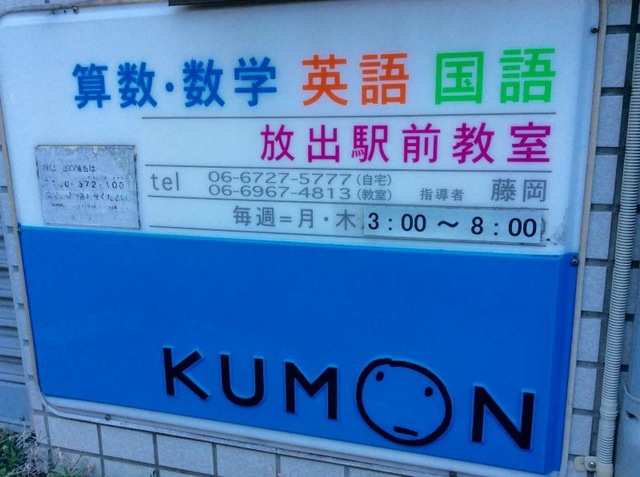 算数・数学 英語 国語
放出駅前教室
tel 06-6727-5777(自宅)
06-6967-4813(教室) 指導者 藤岡
毎週=月・木 3:00〜8:00
KUMON